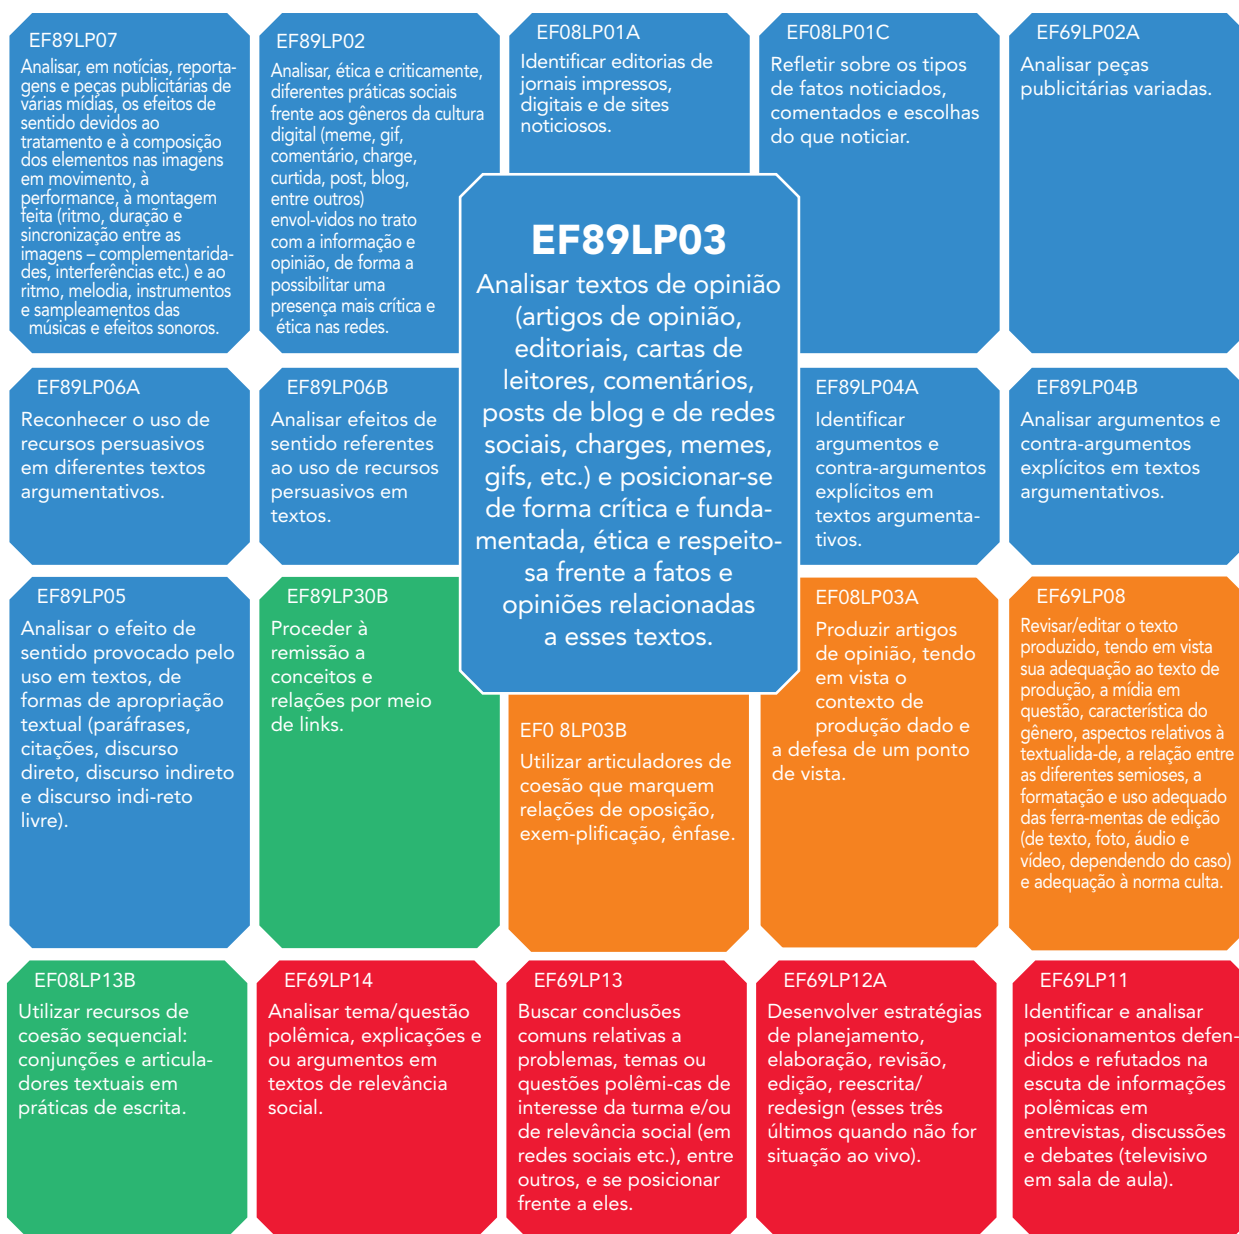 EF89LP07
Analisar, em notícias, reporta-
gens e peças publicitárias de
várias mídias, os efeitos de
sentido devidos ao
tratamento e à composição
dos elementos nas imagens
em movimento, à
performance, à montagem
feita (ritmo, duração e
sincronização entre as
imagens – complementarida-
des, interferências etc.) e ao
ritmo, melodia, instrumentos
e sampleamentos das
músicas e efeitos sonoros.
EF89LP02
Analisar, ética e criticamente,
diferentes práticas sociais
frente aos gêneros da cultura
digital (meme, gif,
comentário, charge,
curtida, post, blog,
entre outros)
envol-vidos no trato
com a informação e
opinião, de forma a
possibilitar uma
presença mais crítica e
ética nas redes.
EF08LP01A
Identificar editorias de
jornais impressos,
digitais e de sites
noticiosos.
EF08LP01C
Refletir sobre os tipos
de fatos noticiados,
comentados e escolhas
do que noticiar.
EF69LP02A
Analisar peças
publicitárias variadas.
EF89LP03
Analisar textos de opinião
(artigos de opinião,
editoriais, cartas de
leitores, comentários,
posts de blog e de redes
sociais, charges, memes,
gifs, etc.) e posicionar-se
de forma crítica e funda-
mentada, ética e respeito-
sa frente a fatos e
opiniões relacionadas
a esses textos.
EF89LP06A
Reconhecer o uso de
recursos persuasivos
em diferentes textos
argumentativos.
EF89LP06B
Analisar efeitos de
sentido referentes
ao uso de recursos
persuasivos em
textos.
EF89LP04A
Identificar
argumentos e
contra-argumentos
explícitos em
textos argumenta-
tivos.
EF89LP04B
Analisar argumentos e
contra-argumentos
explícitos em textos
argumentativos.
EF89LP05
Analisar o efeito de
sentido provocado pelo
uso em textos, de
formas de apropriação
textual (paráfrases,
citações, discurso
direto, discurso indireto
e discurso indi-reto
livre).
EF89LP30B
Proceder à
remissão a
conceitos e
relações por meio
de links.
EF0 8LP03B
Utilizar articuladores de
coesão que marquem
relações de oposição,
exem-plificação, ênfase.
EF08LP03A
Produzir artigos
de opinião, tendo
em vista o
contexto de
produção dado e
a defesa de um ponto
de vista.
EF69LP08
Revisar/editar o texto
produzido, tendo em vista
sua adequação ao texto de
produção, a mídia em
questão, característica do
gênero, aspectos relativos à
textualida-de, a relação entre
as diferentes semioses, a
formatação e uso adequado
das ferra-mentas de edição
(de texto, foto, áudio e
vídeo, dependendo do caso)
e adequação à norma culta.
EF08LP13B
Utilizar recursos de
coesão sequencial:
conjunções e articula-
dores textuais em
práticas de escrita.
EF69LP14
Analisar tema/questão
polêmica, explicações e
ou argumentos em
textos de relevância
social.
EF69LP13
Buscar conclusões
comuns relativas a
problemas, temas ou
questões polêmi-cas de
interesse da turma e/ou
de relevância social (em
redes sociais etc.), entre
outros, e se posicionar
frente a eles.
EF69LP12A
Desenvolver estratégias
de planejamento,
elaboração, revisão,
edição, reescrita/
redesign (esses três
últimos quando não for
situação ao vivo).
EF69LP11
Identificar e analisar
posicionamentos defen-
didos e refutados na
escuta de informações
polêmicas em
entrevistas, discussões
e debates (televisivo
em sala de aula).